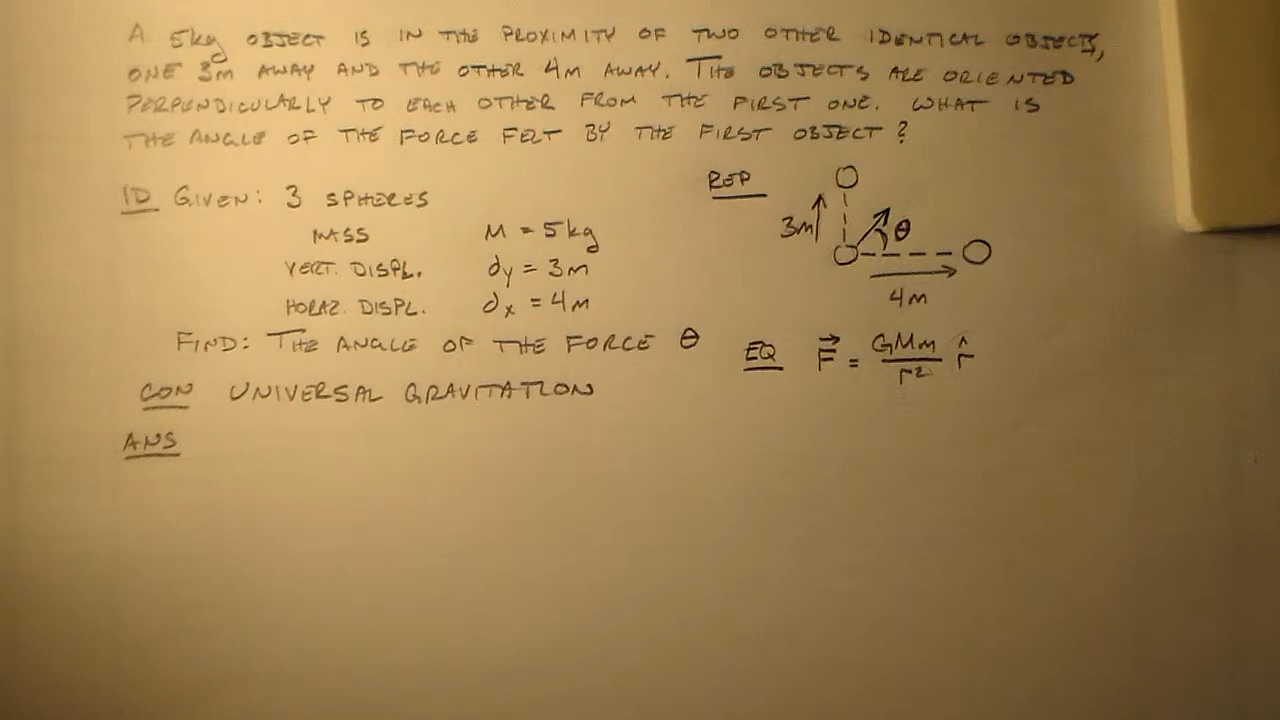 A 5kg OBJECT IS IN THE PROXIMITY OF TWO OTHER IDENTICAL OBJECTS,
ONE 3m AWAY AND THE OTHER 4m AWAY. THE OBJECTS ARE ORIENTED
PERPENDICULARLY TO EACH OTHER FROM THE FIRST ONE. WHAT IS
THE ANGLE OF THE FORCE FELT BY THE FIRST OBJECT?
ID GIVEN: 3 SPHERES
MASS M = 5kg
VERT. DISPL. dy = 3m
HORIZ. DISPL. dx = 4m
FIND: THE ANGLE OF THE FORCE θ
CON UNIVERSAL GRAVITATION
ANS
REP
3m
θ
4m
EQ F⃗ = GMm/r² r̂